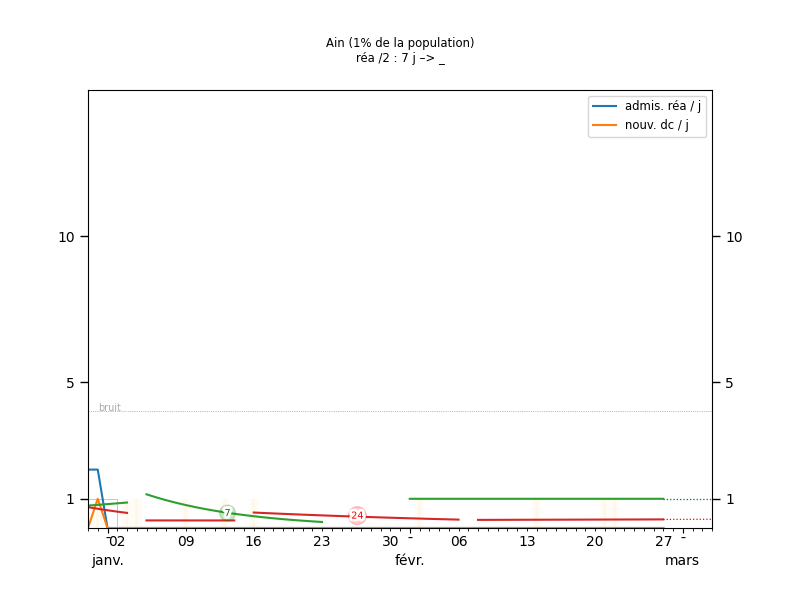 Ain (1% de la population)
réa /2 : 7 j –> _
admis. réa / j
nouv. dc / j
10 10
5 5
bruit
1 1
7
24
02 09 16 23 30 - 06 13 20 27 -
janv. févr. mars